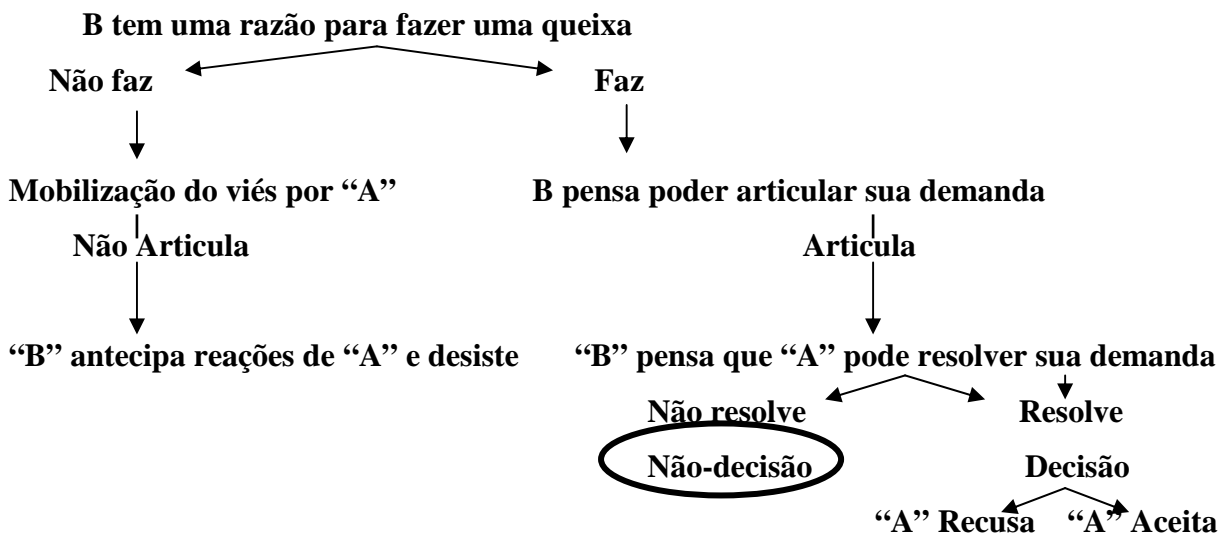 B tem uma razão para fazer uma queixa
Não faz Faz
Mobilização do viés por “A” B pensa poder articular sua demanda
Não Articula Articula
“B” antecipa reações de “A” e desiste “B” pensa que “A” pode resolver sua demanda
Não resolve Resolve
Não-decisão Decisão
“A” Recusa “A” Aceita